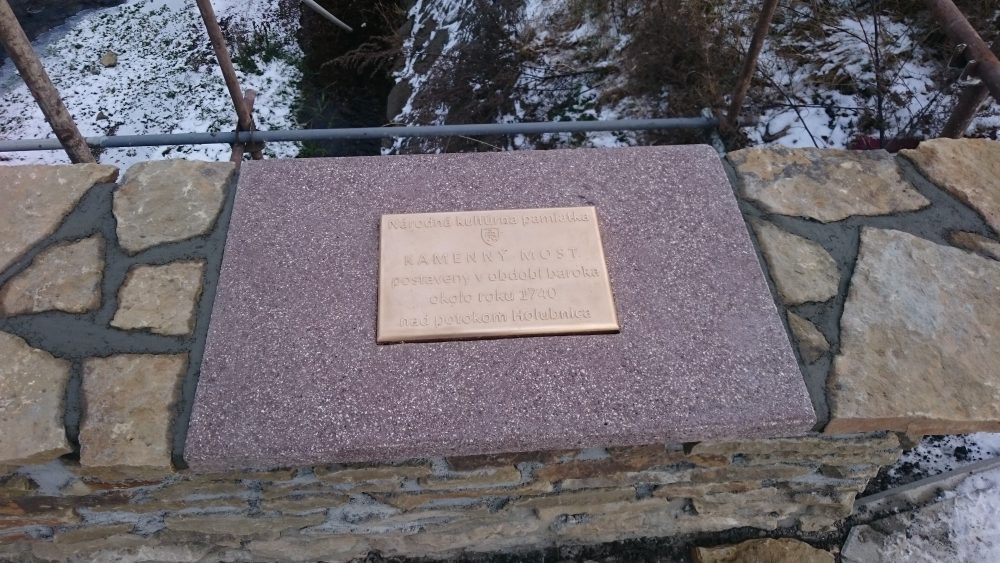 Národná kultúrna pamiatka
KAMENNÝ MOST
postavený v období baroka
okolo roku 1740
nad potokom Holubnica